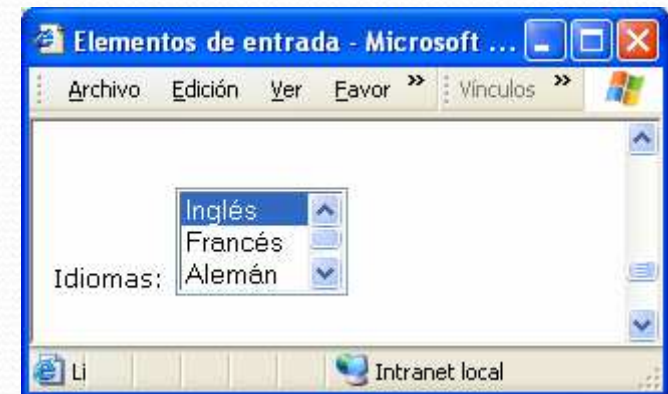 Elementos de entrada - Microsoft ...
Archivo Edición Ver Favor » Vínculos »
Inglés
Francés
Idiomas: Alemán
Li Intranet local